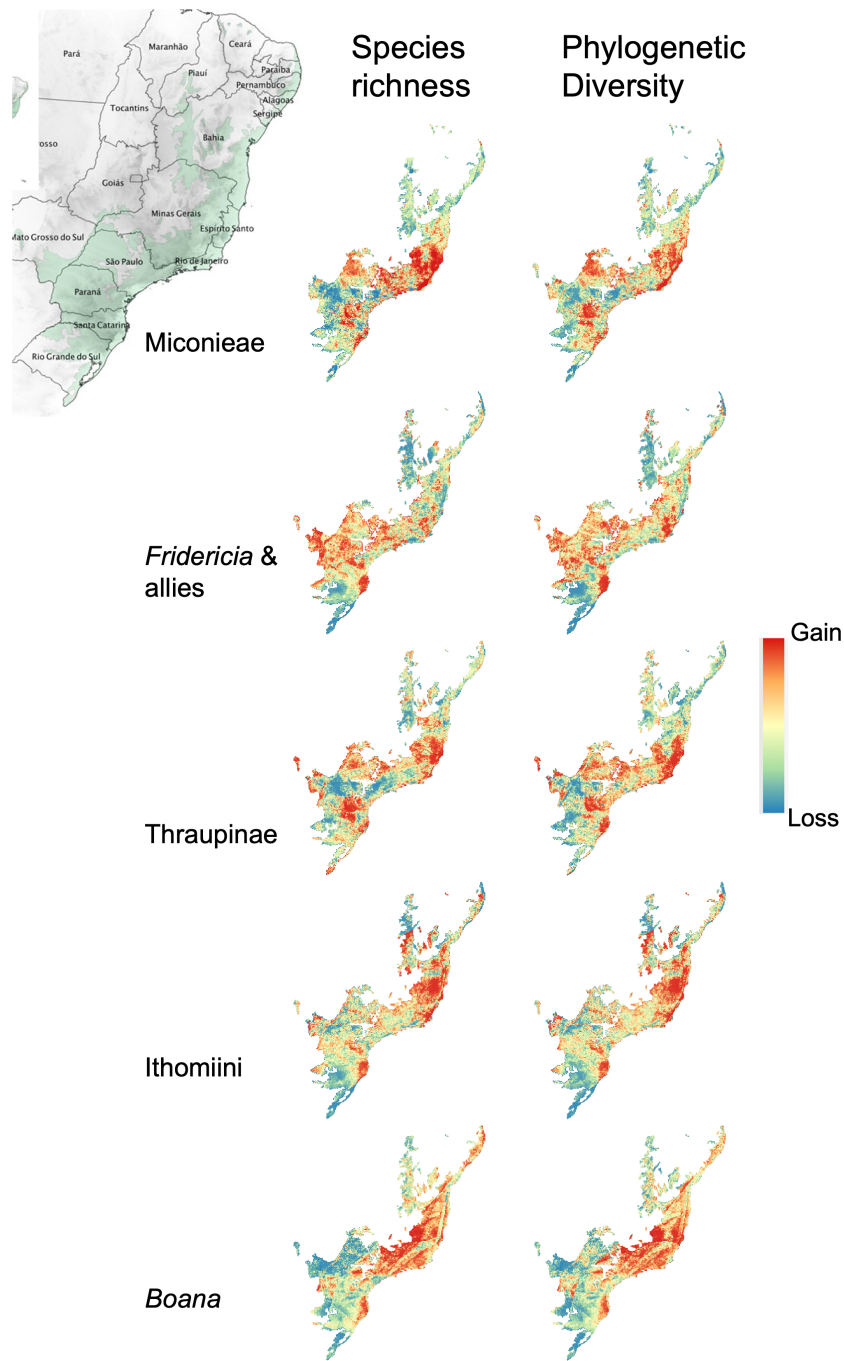 Species
richness
Phylogenetic
Diversity
Pará
Maranhão
Ceará
Piauí
Paraíba
Pernambuco
Alagoas
Sergipe
Tocantins
Bahia
rosso
Goiás
Minas Gerais
Espírito Santo
Mato Grosso do Sul
São Paulo
Rio de Janeiro
Paraná
Santa Catarina
Rio Grande do Sul
Miconieae
Fridericia &
allies
Gain
Loss
Thraupinae
Ithomiini
Boana